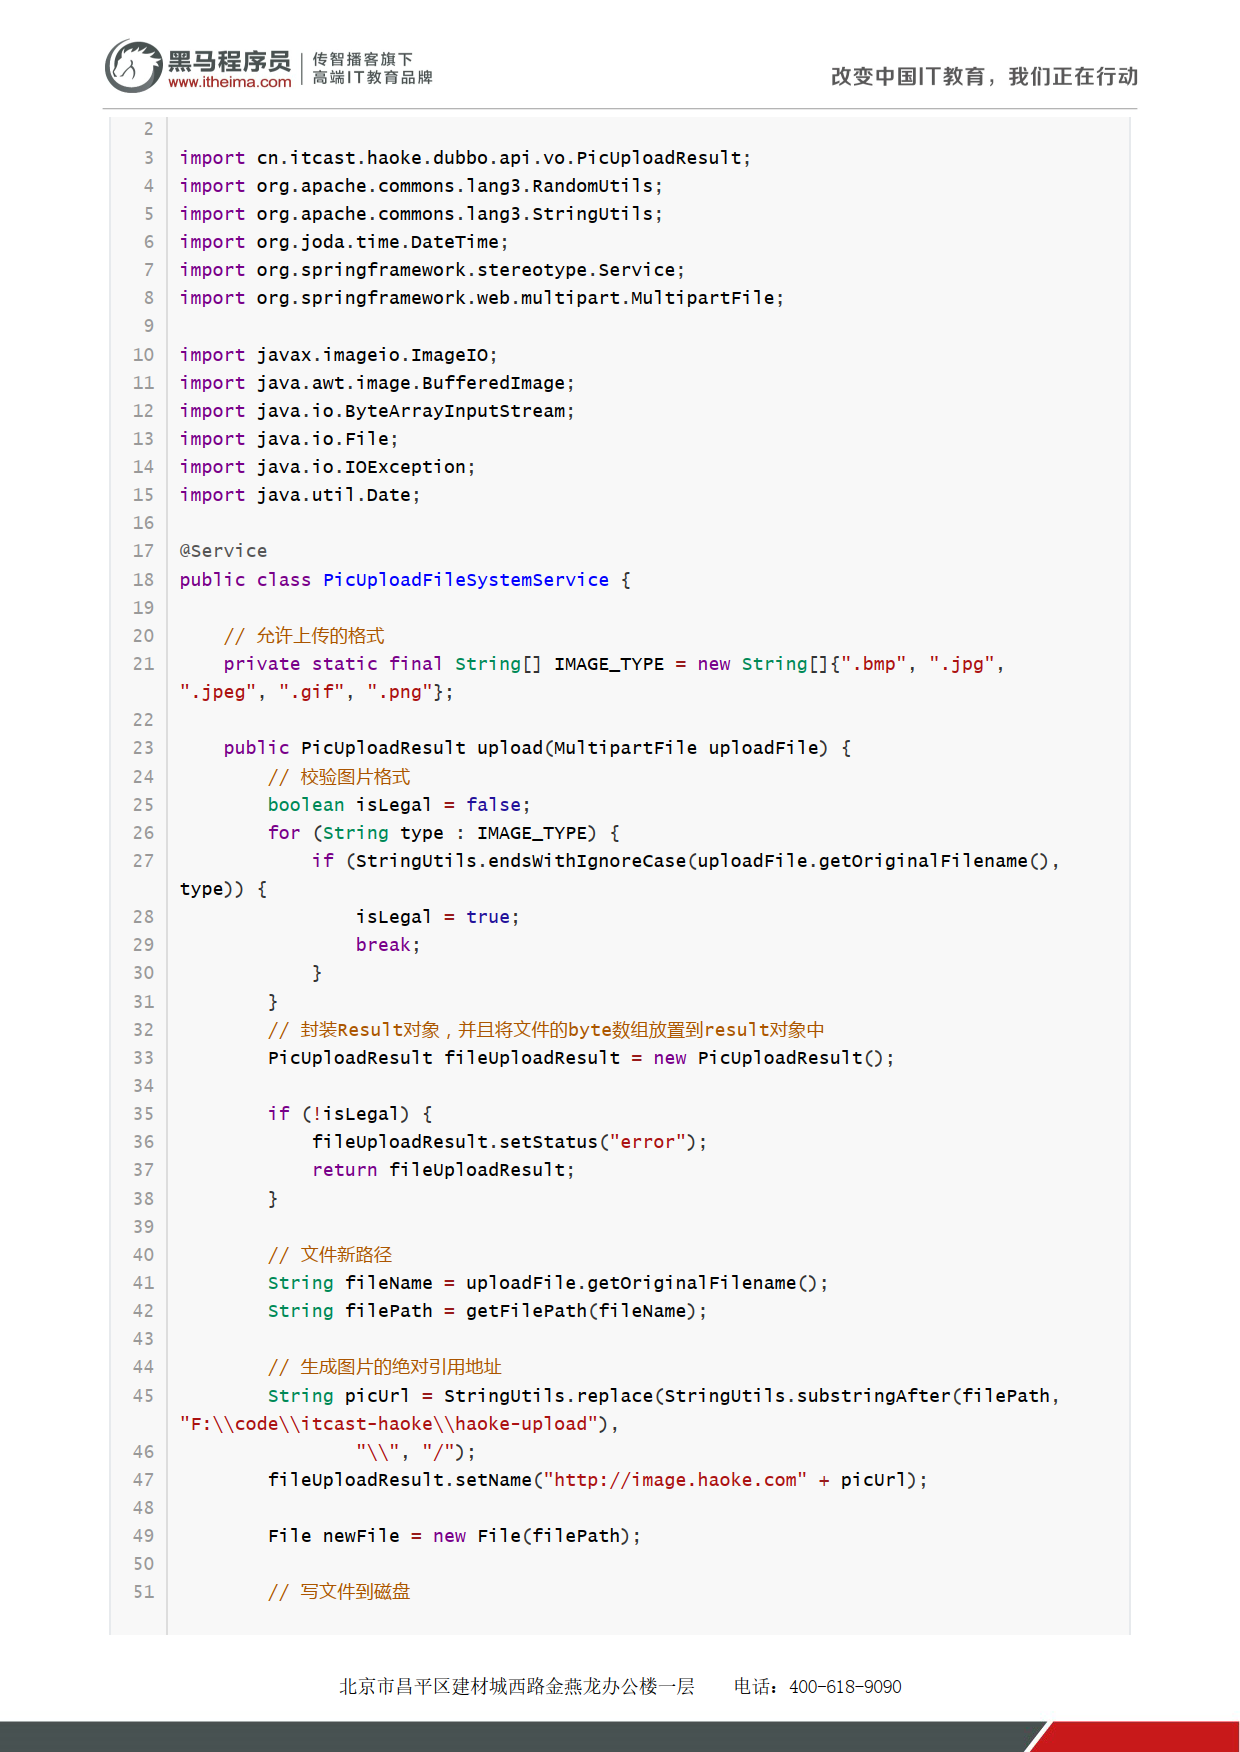 黑马程序员
www.itheima.com
传智播客旗下
高端IT教育品牌
改变中国IT教育，我们正在行动
2
3 import cn.itcast.haoke.dubbo.api.vo.PicUploadResult;
4 import org.apache.commons.lang3.RandomUtils;
5 import org.apache.commons.lang3.StringUtils;
6 import org.joda.time.DateTime;
7 import org.springframework.stereotype.Service;
8 import org.springframework.web.multipart.MultipartFile;
9
10 import javax.imageio.ImageIO;
11 import java.awt.image.BufferedImage;
12 import java.io.ByteArrayInputStream;
13 import java.io.File;
14 import java.io.IOException;
15 import java.util.Date;
16
17 @Service
18 public class PicUploadFileSystemService {
19
20     // 允许上传的格式
21     private static final String[] IMAGE_TYPE = new String[]{".bmp", ".jpg",
".jpeg", ".gif", ".png"};
22
23     public PicUploadResult upload(MultipartFile uploadFile) {
24         // 校验图片格式
25         boolean isLegal = false;
26         for (String type : IMAGE_TYPE) {
27             if (StringUtils.endsWithIgnoreCase(uploadFile.getOriginalFilename(),
type)) {
28                 isLegal = true;
29                 break;
30             }
31         }
32         // 封装Result对象，并且将文件的byte数组放置到result对象中
33         PicUploadResult fileUploadResult = new PicUploadResult();
34
35         if (!isLegal) {
36             fileUploadResult.setStatus("error");
37             return fileUploadResult;
38         }
39
40         // 文件新路径
41         String fileName = uploadFile.getOriginalFilename();
42         String filePath = getFilePath(fileName);
43
44         // 生成图片的绝对引用地址
45         String picUrl = StringUtils.replace(StringUtils.substringAfter(filePath,
"F:\\code\\itcast-haoke\\haoke-upload"),
46                 "\\", "/");
47         fileUploadResult.setName("http://image.haoke.com" + picUrl);
48
49         File newFile = new File(filePath);
50
51         // 写文件到磁盘
北京市昌平区建材城西路金燕龙办公楼一层 电话：400-618-9090